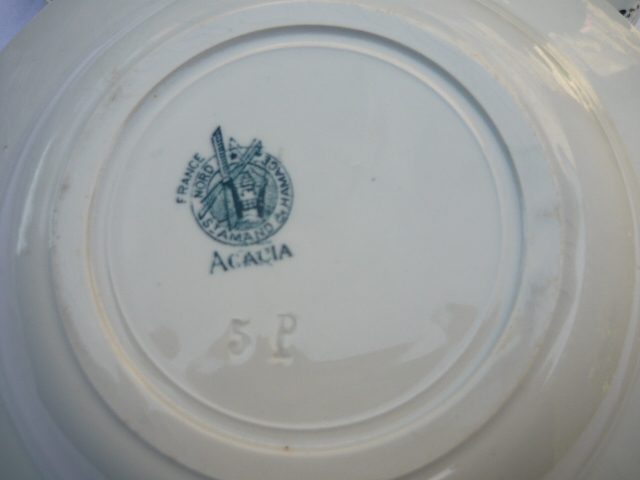 FRANCE
NORD
ST AMAND & HAMAGE
ACACIA
5 P